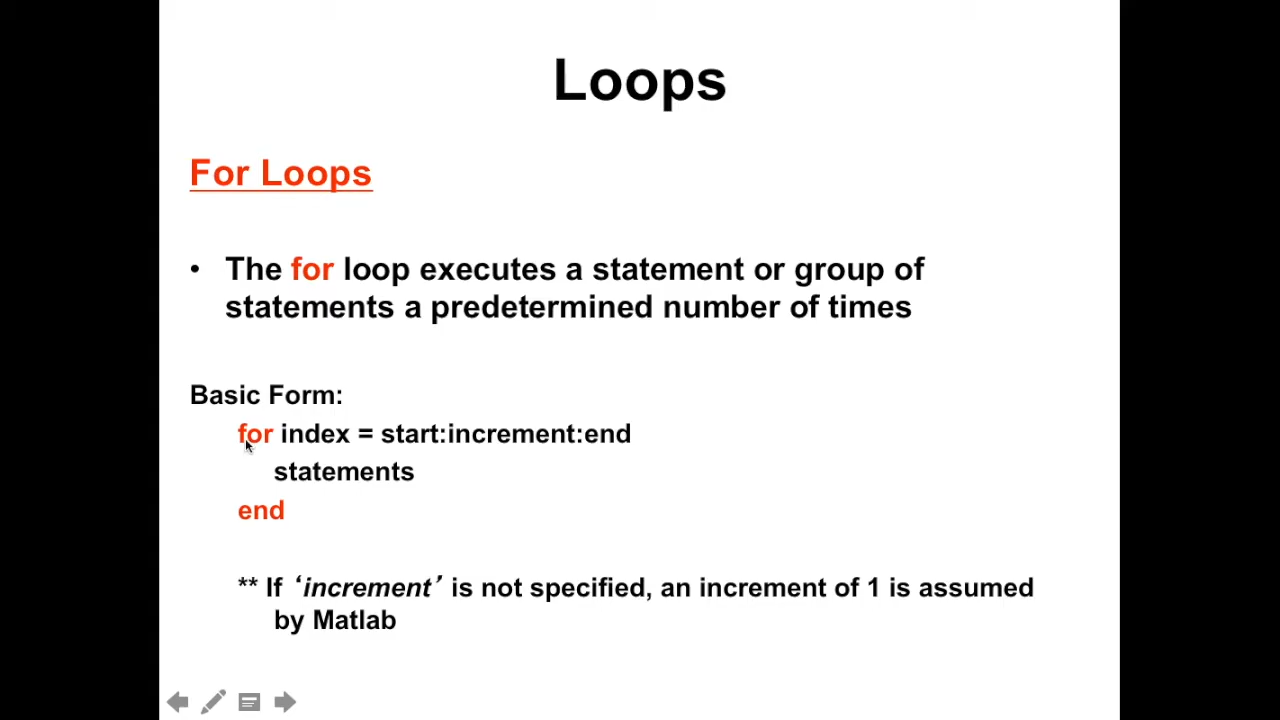 Loops
For Loops
• The for loop executes a statement or group of
statements a predetermined number of times
Basic Form:
for index = start:increment:end
statements
end
** If ‘increment’ is not specified, an increment of 1 is assumed
by Matlab